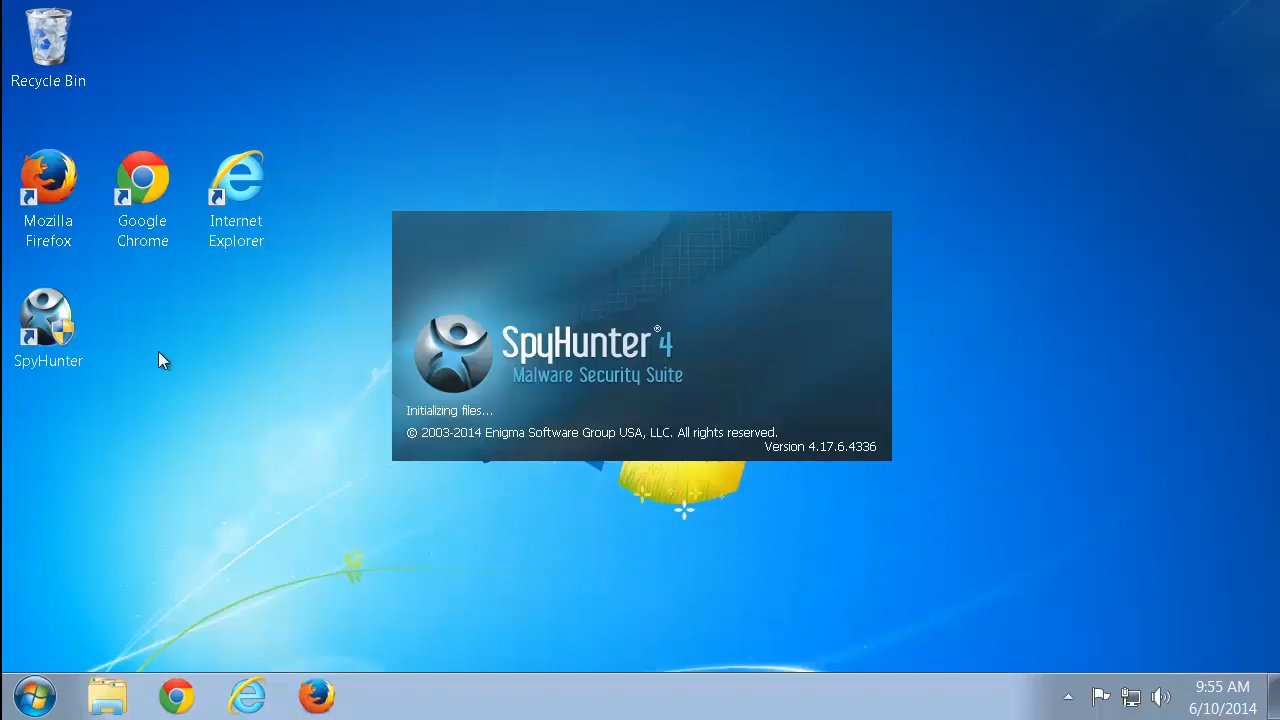 Recycle Bin
Mozilla
Firefox
Google
Chrome
Internet
Explorer
SpyHunter
SpyHunter® 4
Malware Security Suite
Initializing files...
© 2003-2014 Enigma Software Group USA, LLC. All rights reserved.
Version 4.17.6.4336
9:55 AM
6/10/2014